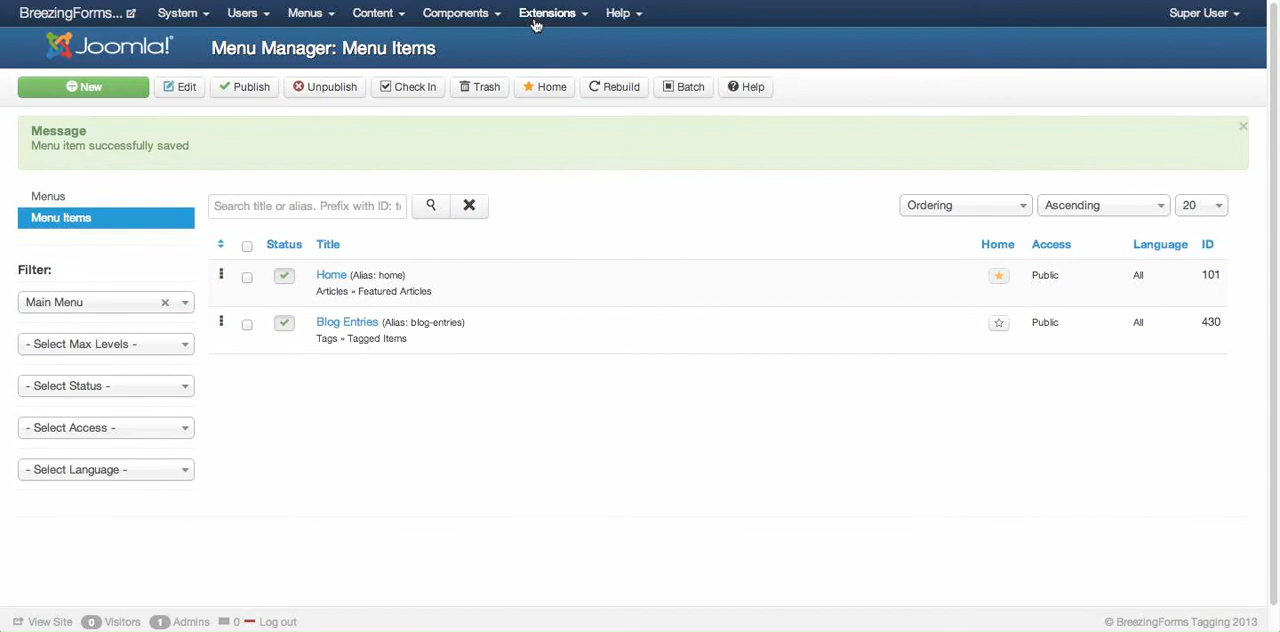 BreezingForms... System Users Menus Content Components Extensions Help Super User
Joomla!® Menu Manager: Menu Items
New Edit Publish Unpublish Check In Trash Home Rebuild Batch Help
Message
Menu item successfully saved
×
Menus
Menu Items
Filter:
Main Menu
- Select Max Levels -
- Select Status -
- Select Access -
- Select Language -
Search title or alias. Prefix with ID: Ordering Ascending 20
Status Title Home Access Language ID
Home (Alias: home) Public All 101
Articles » Featured Articles
Blog Entries (Alias: blog-entries) Public All 430
Tags » Tagged Items
View Site 0 Visitors 1 Admins 0 Log out © BreezingForms Tagging 2013